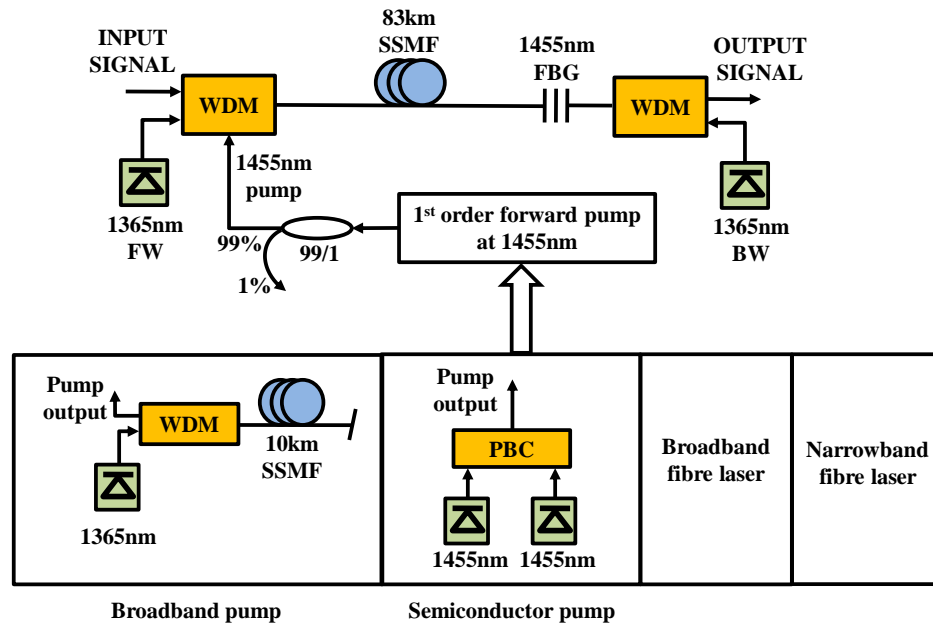 INPUT
SIGNAL
83km
SSMF
1455nm
FBG
OUTPUT
SIGNAL
WDM
WDM
1365nm
FW
1455nm
pump
99%
1%
99/1
1st order forward pump
at 1455nm
1365nm
BW
Pump
output
WDM
10km
SSMF
1365nm
Pump
output
PBC
1455nm
1455nm
Broadband
fibre laser
Narrowband
fibre laser
Broadband pump
Semiconductor pump